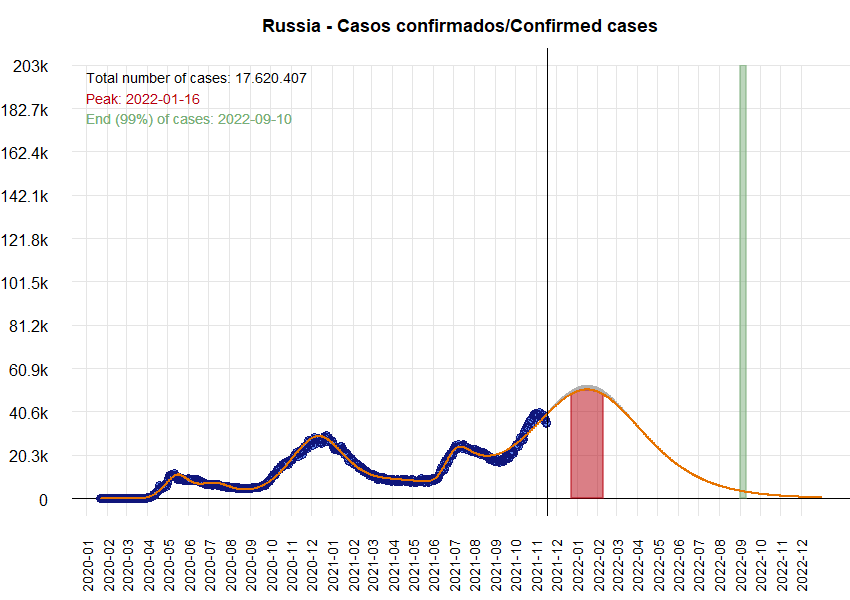 Russia - Casos confirmados/Confirmed cases
Total number of cases: 17.620.407
Peak: 2022-01-16
End (99%) of cases: 2022-09-10
203k
182.7k
162.4k
142.1k
121.8k
101.5k
81.2k
60.9k
40.6k
20.3k
0
2020-01
2020-02
2020-03
2020-04
2020-05
2020-06
2020-07
2020-08
2020-09
2020-10
2020-11
2020-12
2021-01
2021-02
2021-03
2021-04
2021-05
2021-06
2021-07
2021-08
2021-09
2021-10
2021-11
2021-12
2022-01
2022-02
2022-03
2022-04
2022-05
2022-06
2022-07
2022-08
2022-09
2022-10
2022-11
2022-12